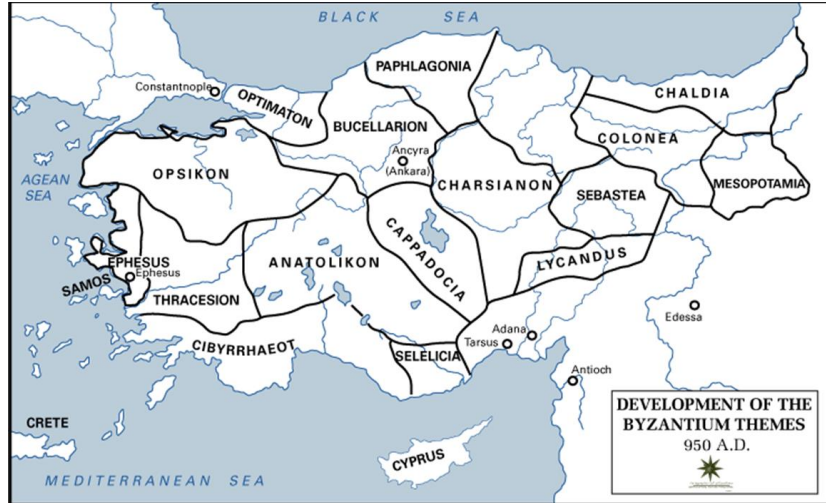 BLACK SEA
PAPHLAGONIA
Constantnople
OPTIMATON
CHALDIA
BUCELLARION
COLONEA
Ancyra
(Ankara)
OPSIKON
AGEAN
SEA
CHARSIANON
SEBASTEA
MESOPOTAMIA
CAPPADOCIA
EPHESUS
Ephesus
SAMOS
ANATOLIKON
LYCANDUS
THRACESION
Edessa
Adana
Tarsus
CIBYRRHAEOT
SELELICIA
Antioch
CRETE
CYPRUS
MEDITERRANEAN SEA
DEVELOPMENT OF THE
BYZANTIUM THEMES
950 A.D.